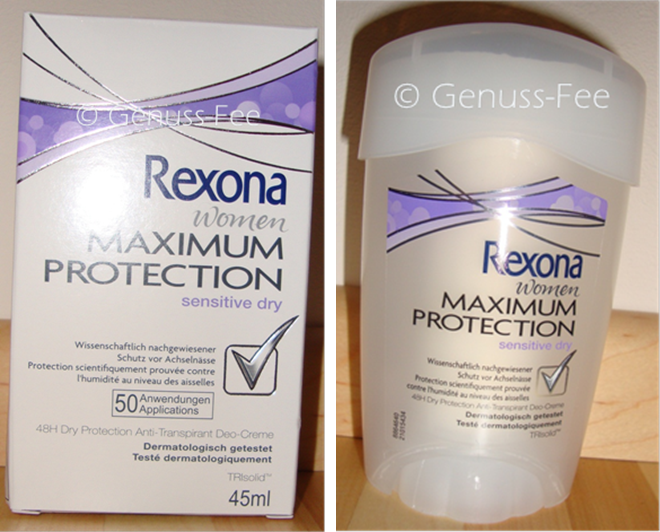 © Genuss-Fee
Rexona
women
MAXIMUM
PROTECTION
sensitive dry
Wissenschaftlich nachgewiesener
Schutz vor Achselnässe
Protection scientifiquement prouvée contre
l'humidité au niveau des aisselles
50 Anwendungen
Applications
48H Dry Protection Anti-Transpirant Deo-Creme
Dermatologisch getestet
Testé dermatologiquement
TRIsolid™
45ml
© Genuss-Fee
Rexona
women
MAXIMUM
PROTECTION
sensitive dry
Wissenschaftlich nachgewiesener
Schutz vor Achselnässe
Protection scientifiquement prouvée
contre l'humidité au niveau des aisselles
48H Dry Protection Anti-Transpirant Deo-Creme
Dermatologisch getestet
Testé dermatologiquement
TRIsolid™